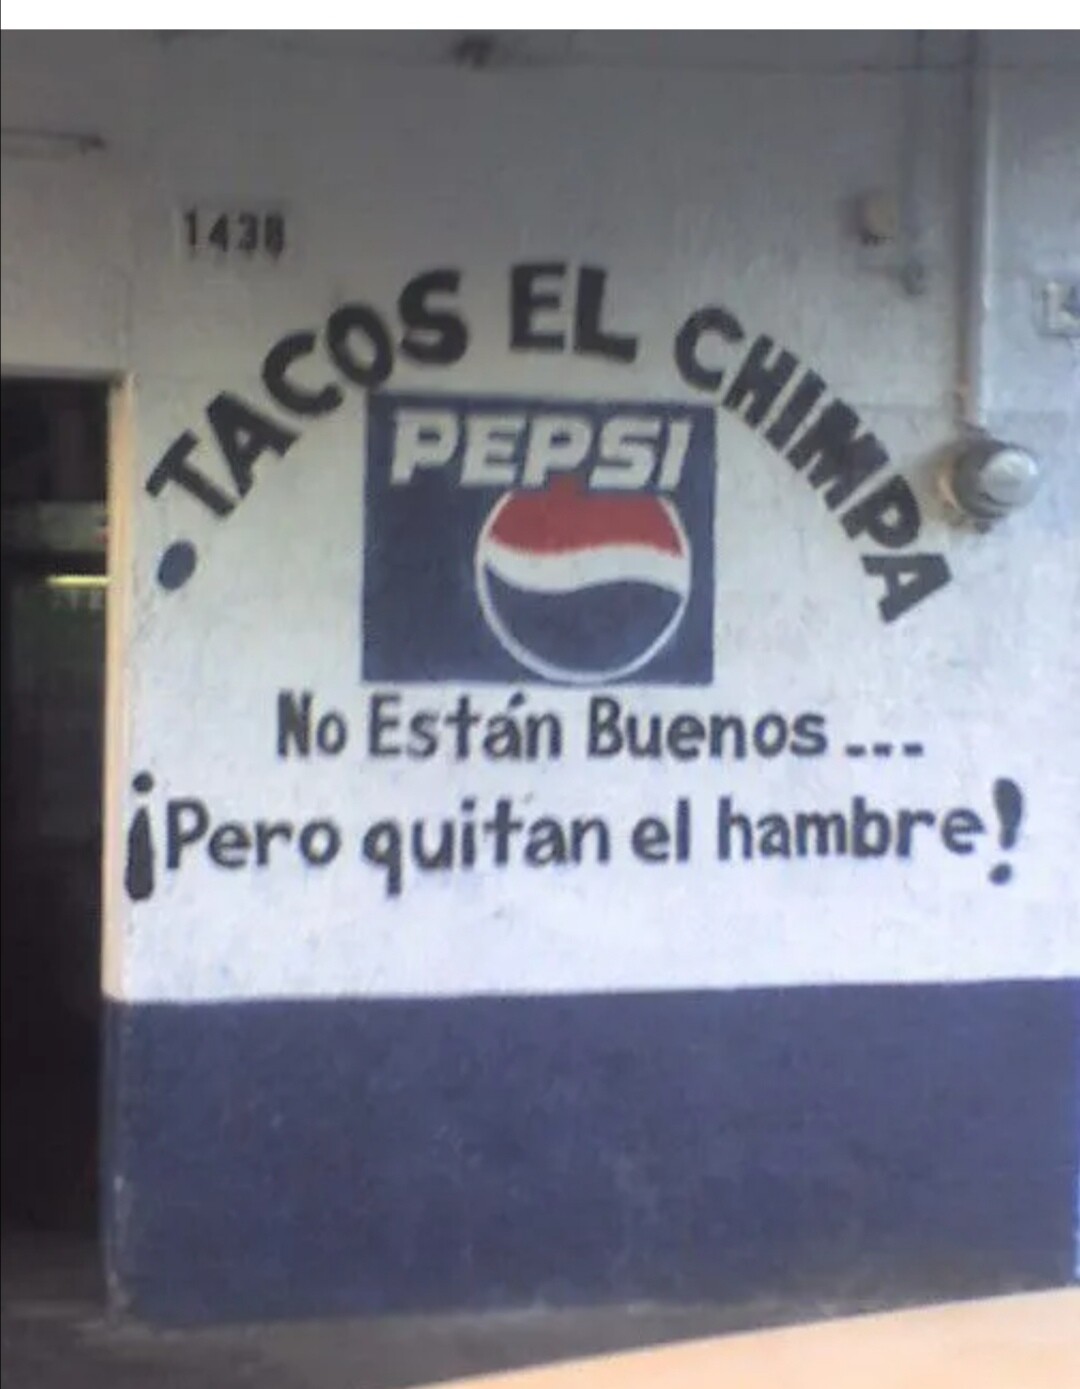 1438
TACOS EL CHIMPA
PEPSI
No Están Buenos ...
¡Pero quitan el hambre!